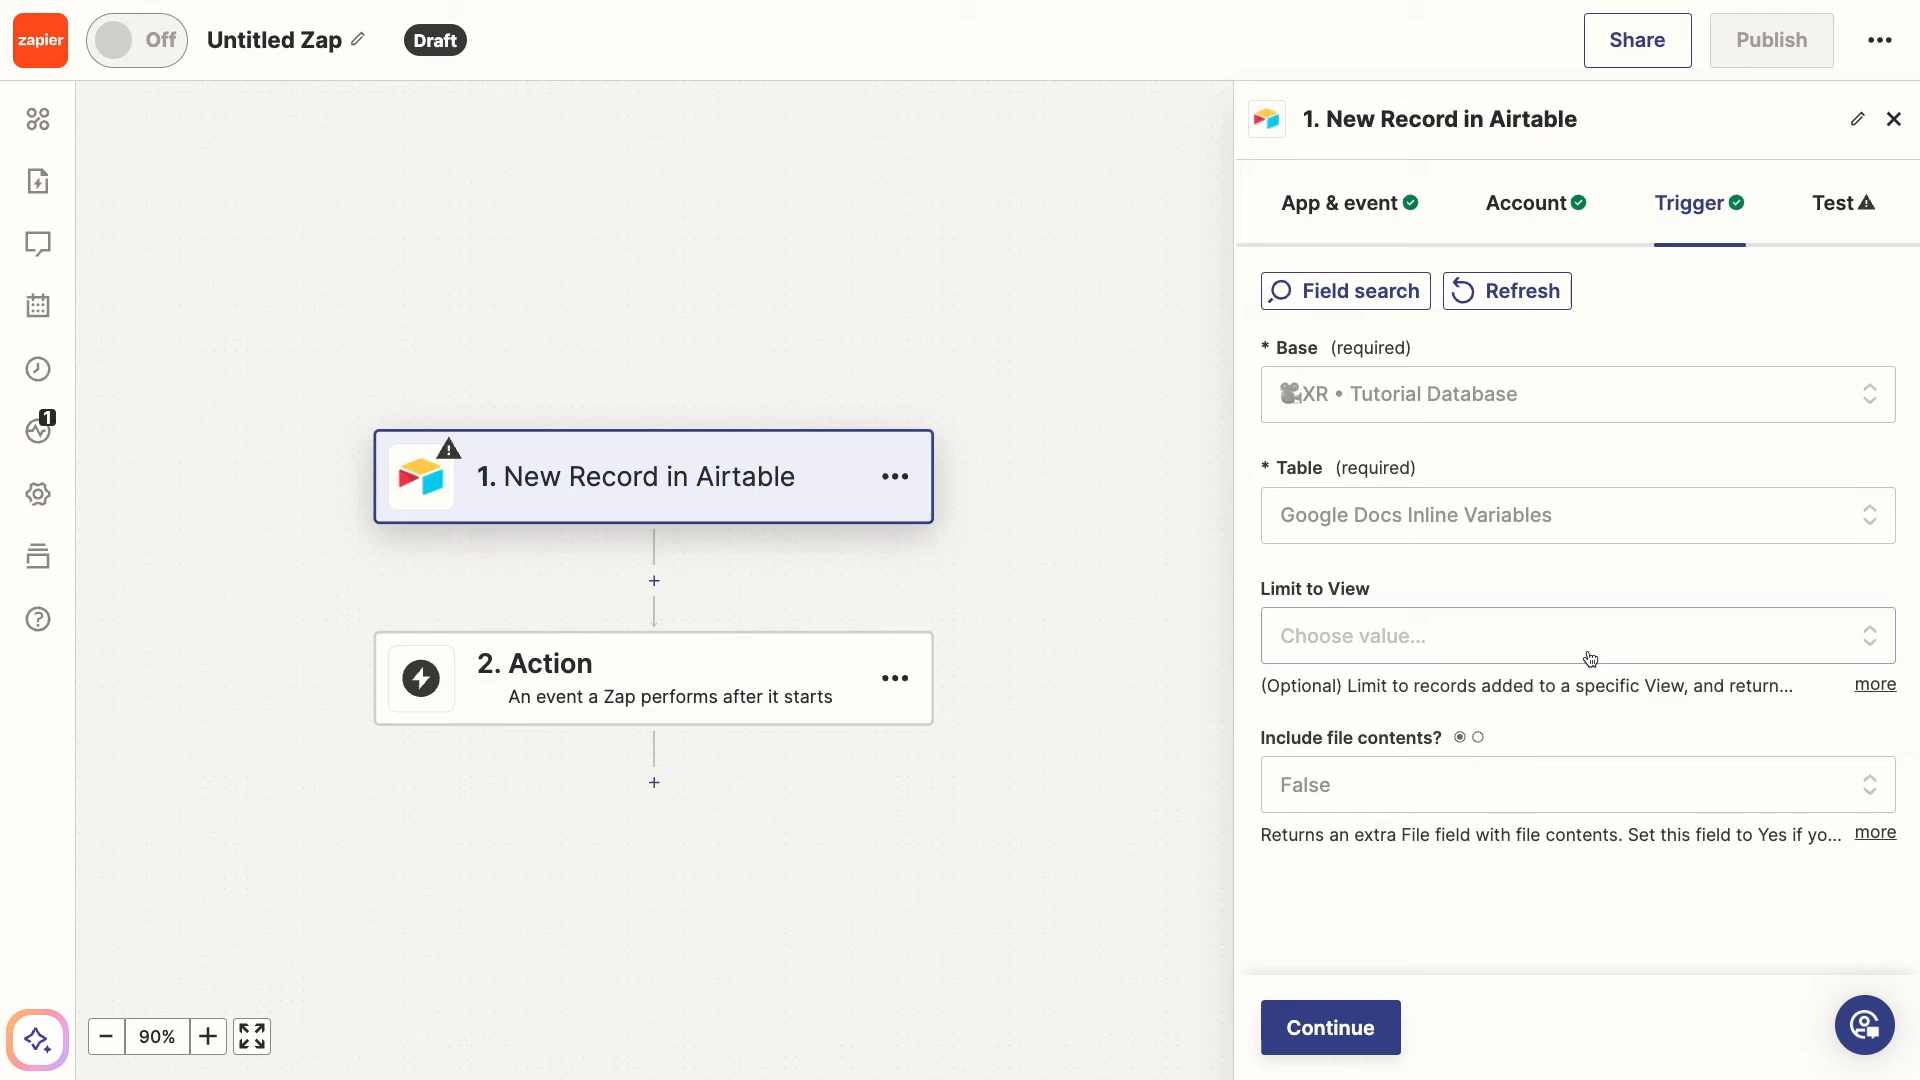 zapier
Off
Untitled Zap
Draft
Share
Publish
1. New Record in Airtable
App & event
Account
Trigger
Test
Field search
Refresh
* Base (required)
XR • Tutorial Database
* Table (required)
Google Docs Inline Variables
Limit to View
Choose value...
(Optional) Limit to records added to a specific View, and return... more
Include file contents?
False
Returns an extra File field with file contents. Set this field to Yes if yo... more
Continue
1
1. New Record in Airtable
+
2. Action
An event a Zap performs after it starts
+
90%